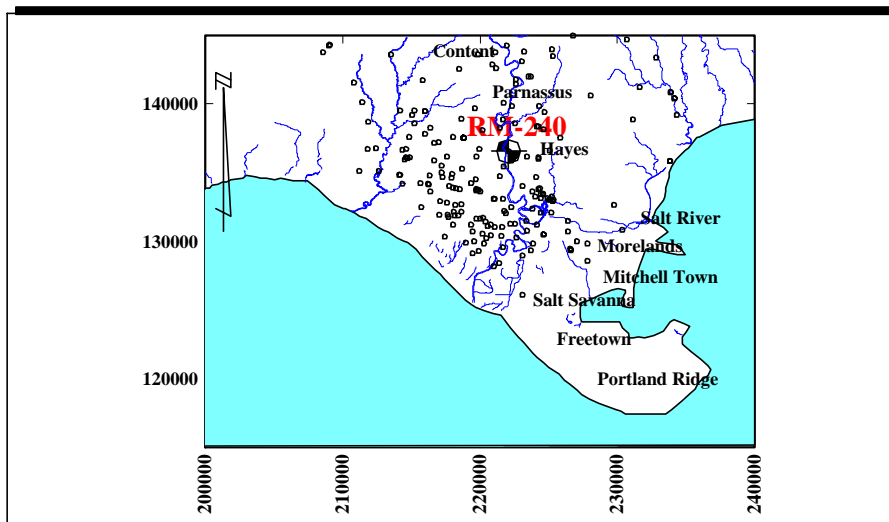 Content
140000
Parnassus
RM-240
Hayes
Salt River
130000
Morelands
Mitchell Town
Salt Savanna
Freetown
120000
Portland Ridge
200000
210000
220000
230000
240000